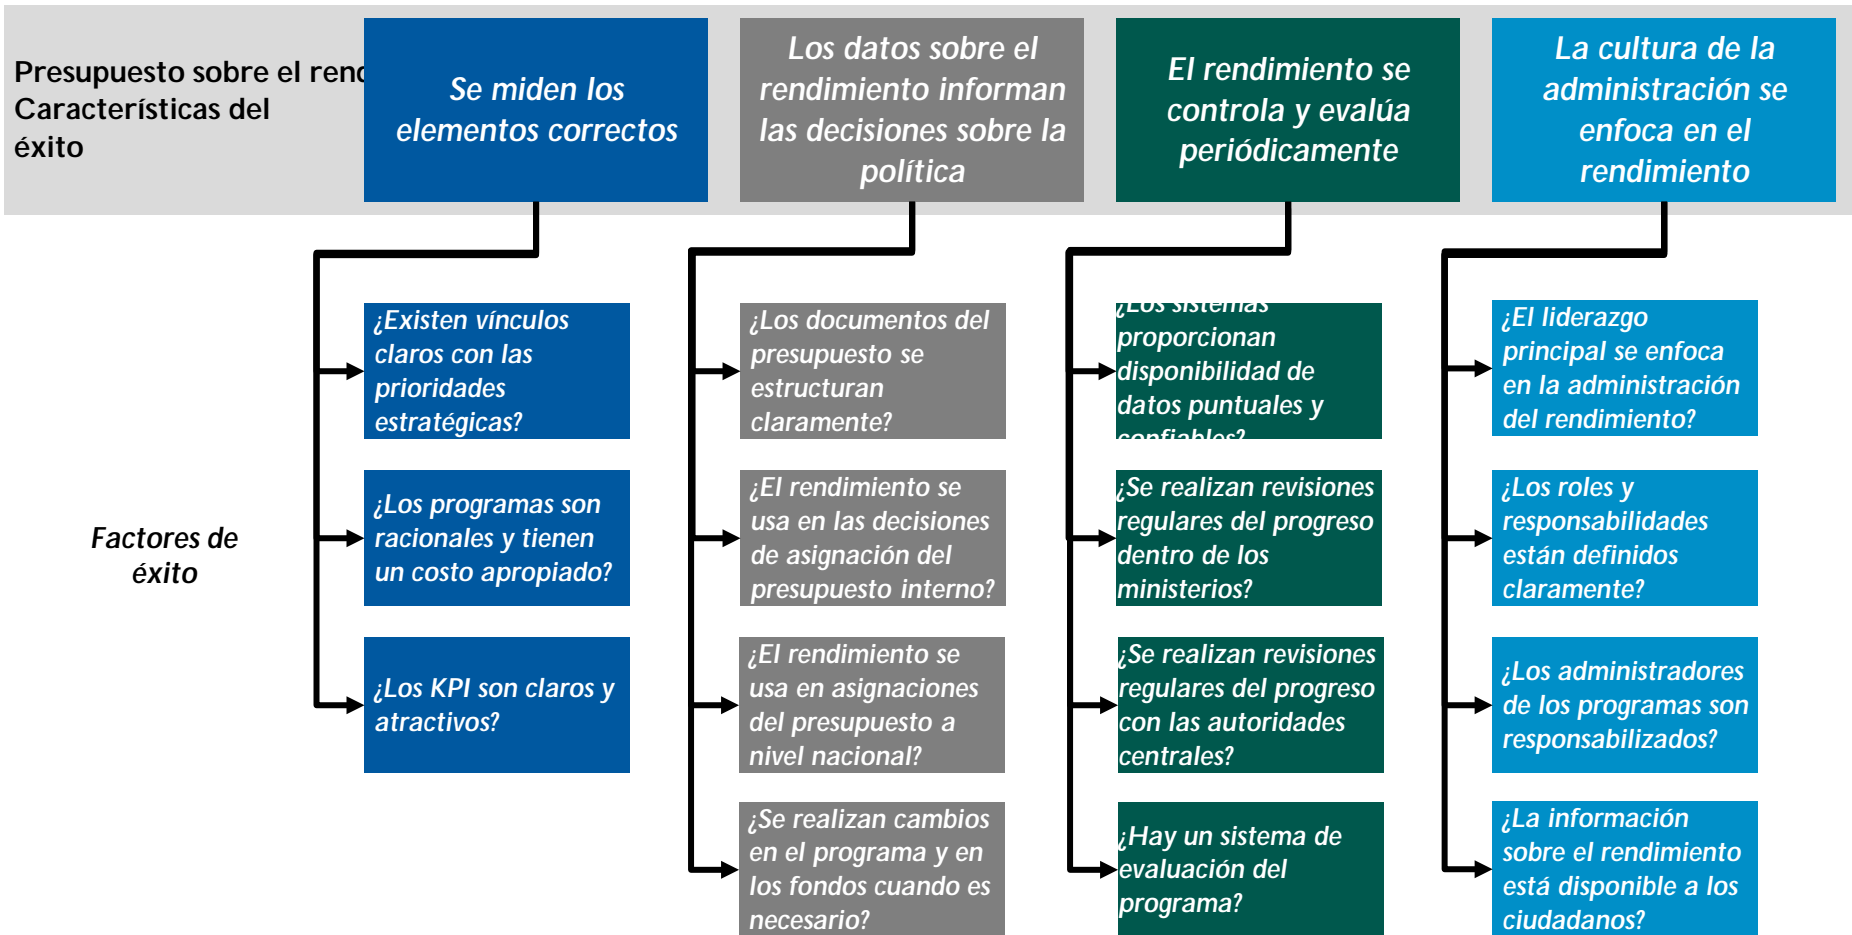 Presupuesto sobre el
Características del
éxito
Se miden los
elementos correctos
Los datos sobre el
rendimiento informan
las decisiones sobre la
política
El rendimiento se
controla y evalúa
periódicamente
La cultura de la
administración se
enfoca en el
rendimiento
Factores de
éxito
¿Existen vínculos
claros con las
prioridades
estratégicas?
¿Los programas son
racionales y tienen
un costo apropiado?
¿Los KPI son claros y
atractivos?
¿Los documentos del
presupuesto se
estructuran
claramente?
¿El rendimiento se
usa en las decisiones
de asignación del
presupuesto interno?
¿El rendimiento se
usa en asignaciones
del presupuesto a
nivel nacional?
¿Se realizan cambios
en el programa y en
los fondos cuando es
necesario?
¿Los sistemas
proporcionan
disponibilidad de
datos puntuales y
confiables?
¿Se realizan revisiones
regulares del progreso
dentro de los
ministerios?
¿Se realizan revisiones
regulares del progreso
con las autoridades
centrales?
¿Hay un sistema de
evaluación del
programa?
¿El liderazgo
principal se enfoca
en la administración
del rendimiento?
¿Los roles y
responsabilidades
están definidos
claramente?
¿Los administradores
de los programas son
responsabilizados?
¿La información
sobre el rendimiento
está disponible a los
ciudadanos?